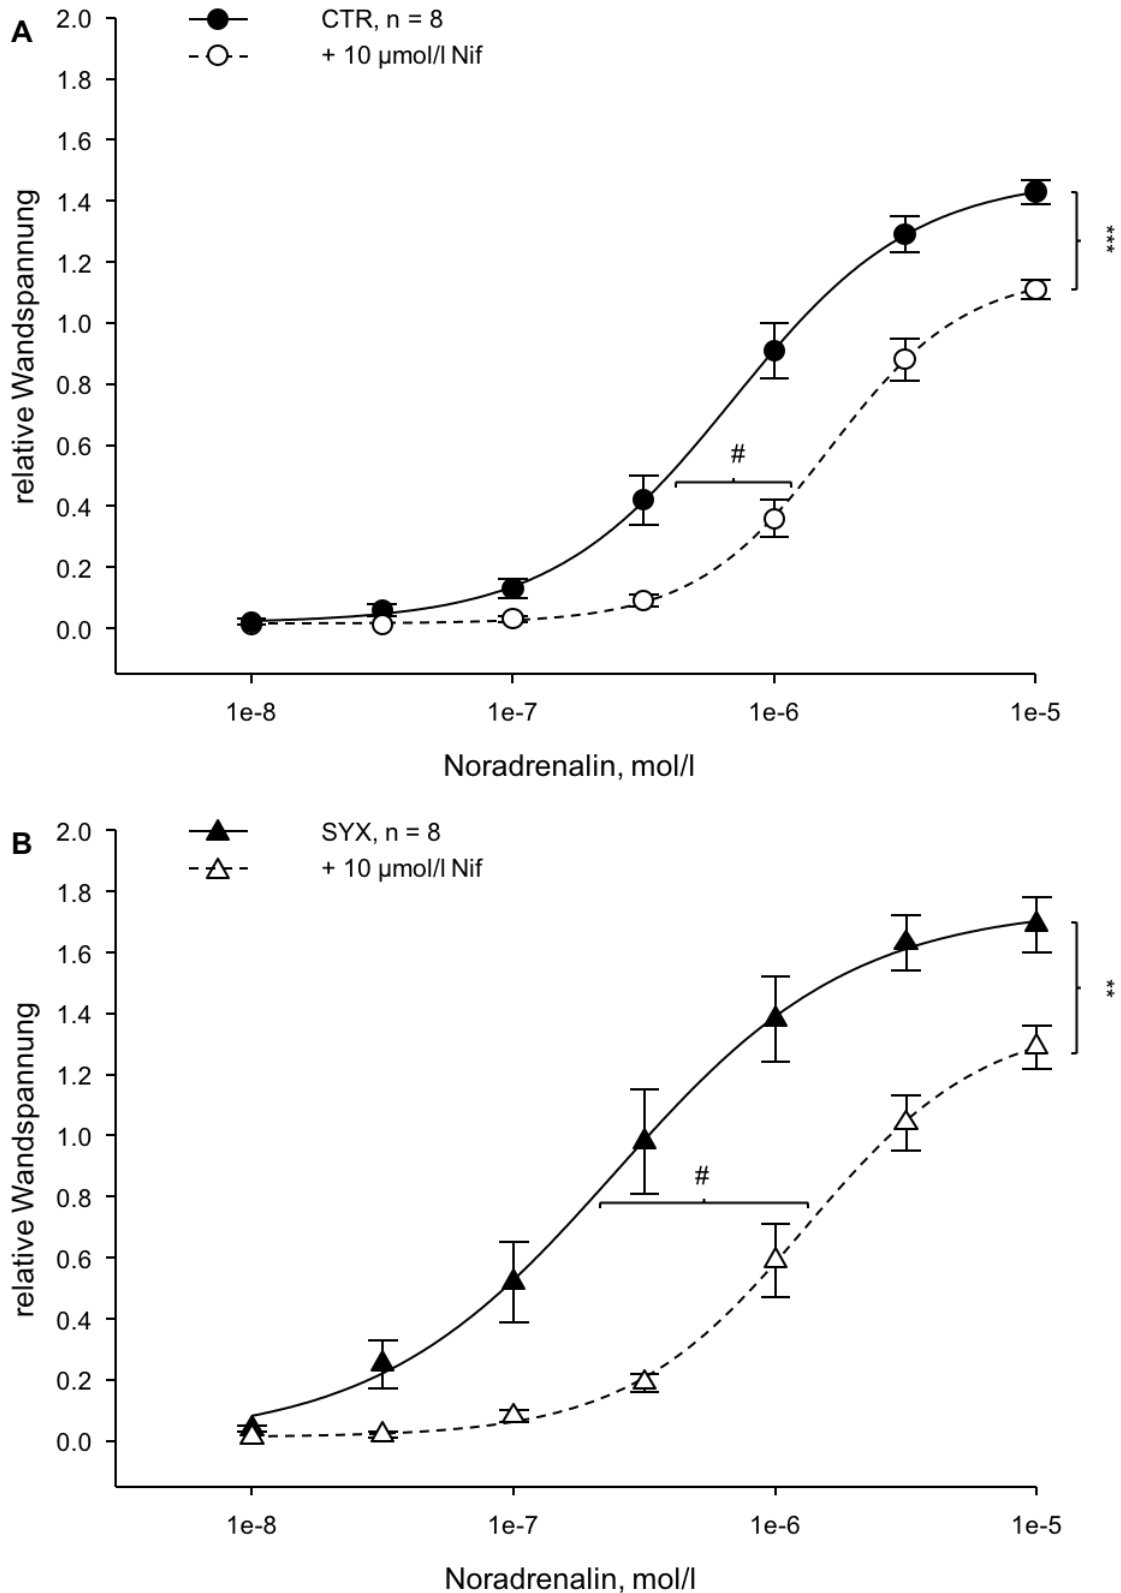 A
CTR, n = 8
+ 10 µmol/l Nif
2.0
1.8
1.6
1.4
1.2
1.0
0.8
0.6
0.4
0.2
0.0
relative Wandspannung
***
#
1e-8 1e-7 1e-6 1e-5
Noradrenalin, mol/l
B
SYX, n = 8
+ 10 µmol/l Nif
2.0
1.8
1.6
1.4
1.2
1.0
0.8
0.6
0.4
0.2
0.0
relative Wandspannung
**
#
1e-8 1e-7 1e-6 1e-5
Noradrenalin, mol/l